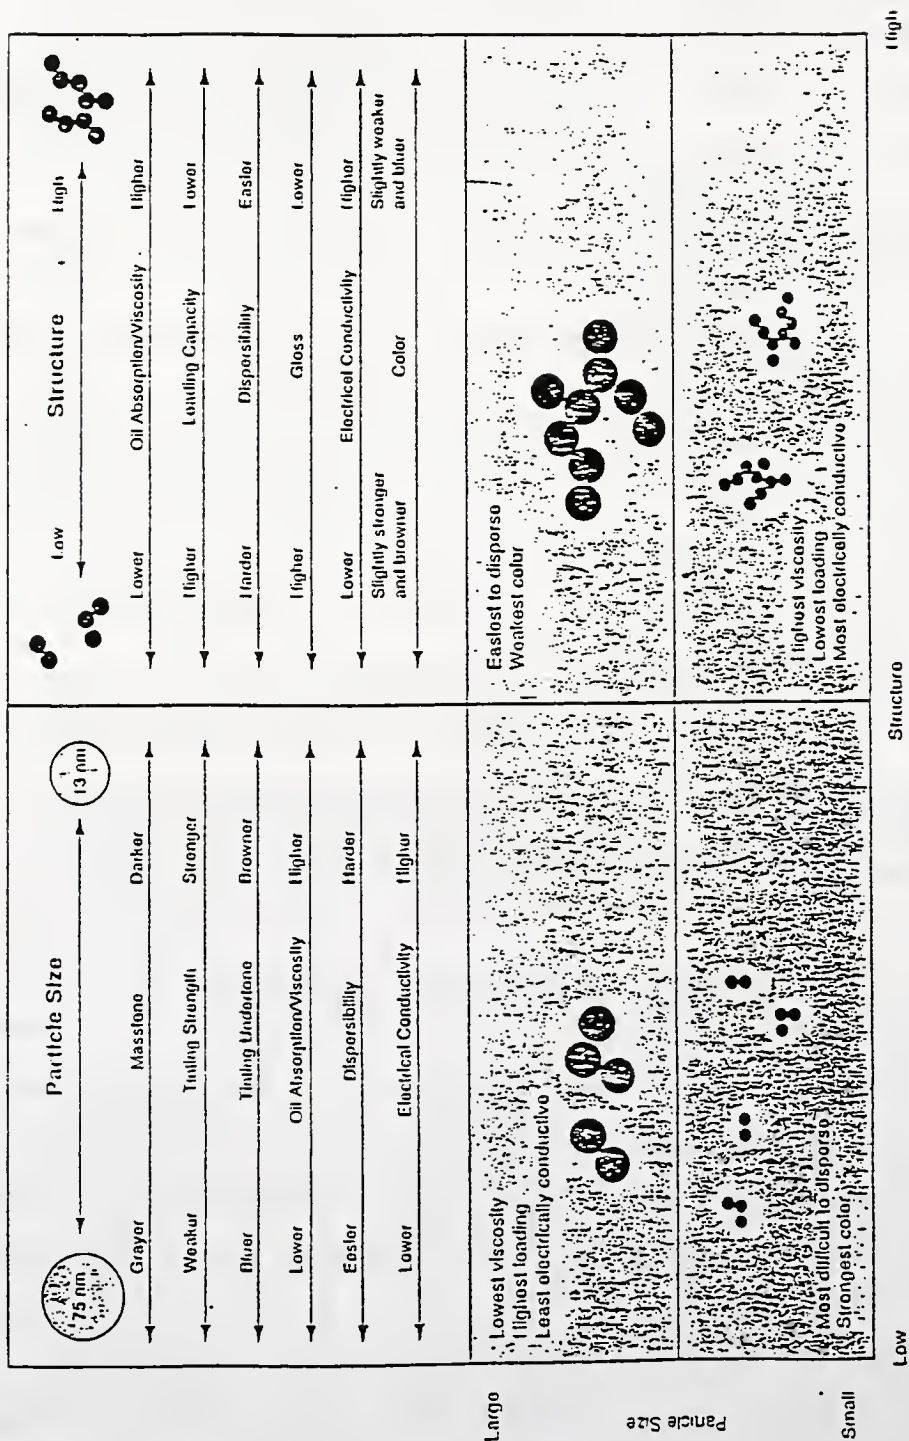 Particle Size
75 nm
13 nm
Grayer Masstone Darker
Weaker Tinting Strength Stronger
Bluer Tinting Undertone Browner
Lower Oil Absorption/Viscosity Higher
Easier Dispersibility Harder
Lower Electrical Conductivity Higher
Structure
Low High
Lower Oil Absorption/Viscosity Higher
Higher Loading Capacity Lower
Harder Dispersibility Easier
Higher Gloss Lower
Lower Electrical Conductivity Higher
Slightly stronger Slightly weaker
and browner Color and bluer
Large
Lowest viscosity
Highest loading
Least electrically conductive
Easiest to disperse
Weakest color
Particle Size
Most difficult to disperse
Strongest color
Highest viscosity
Lowest loading
Most electrically conductive
Small
Low Structure High